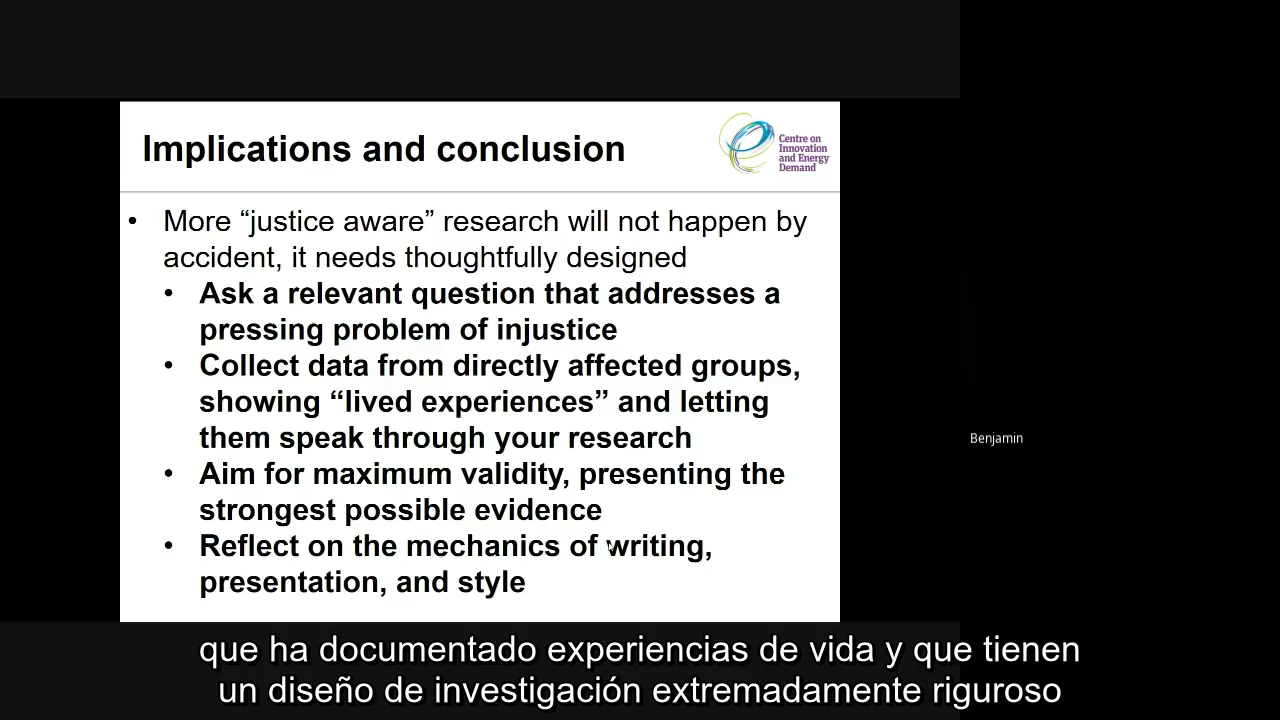 Implications and conclusion
Centre on
Innovation
and Energy
Demand
• More “justice aware” research will not happen by
accident, it needs thoughtfully designed
• Ask a relevant question that addresses a
pressing problem of injustice
• Collect data from directly affected groups,
showing “lived experiences” and letting
them speak through your research
• Aim for maximum validity, presenting the
strongest possible evidence
• Reflect on the mechanics of writing,
presentation, and style
Benjamin
que ha documentado experiencias de vida y que tienen
un diseño de investigación extremadamente riguroso